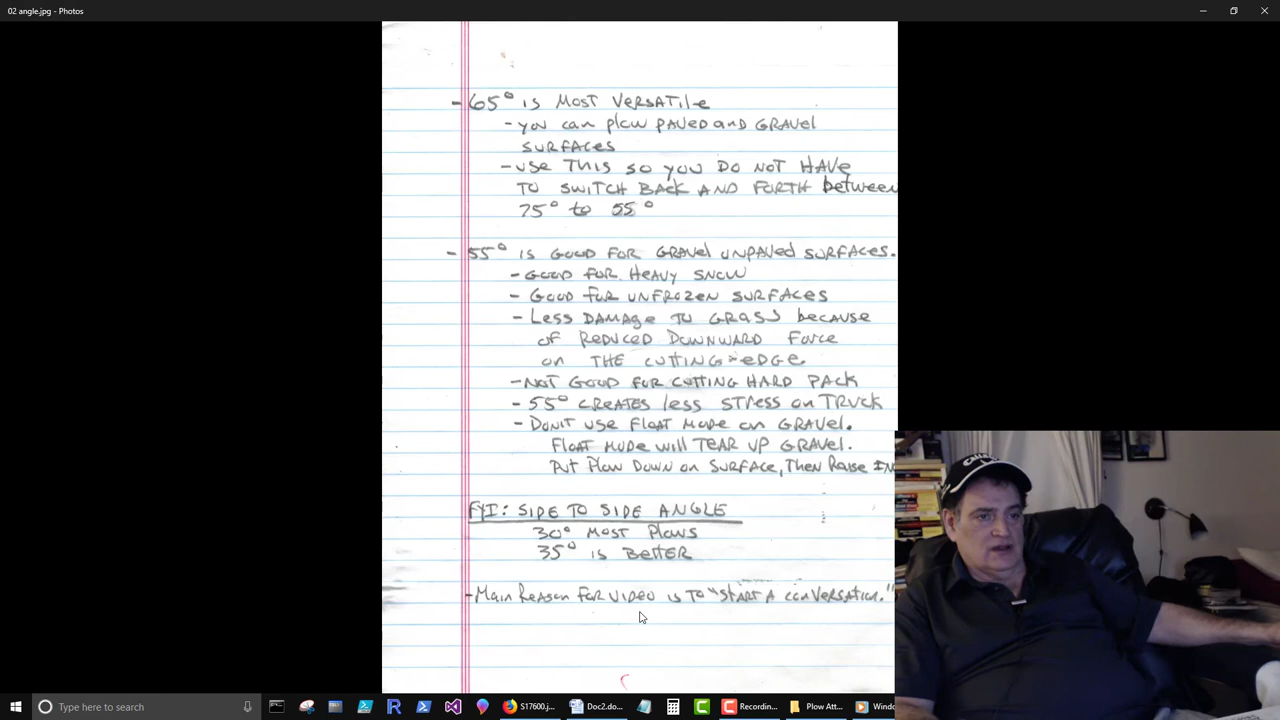 02 angle.jpg - Photos
- 65° is MOST VERSATILE
- you can plow PAVED and GRAVEL
SURFACES
- USE THIS SO YOU DO NOT HAVE
TO SWITCH BACK AND FORTH between
75° to 55°
- 55° IS GOOD FOR GRAVEL UNPAVED SURFACES.
- GOOD FOR HEAVY SNOW
- GOOD FOR UNFROZEN SURFACES
- LESS DAMAGE TO GRASS because
OF REDUCED DOWNWARD FORCE
on THE CUTTING-EDGE.
- NOT GOOD FOR CUTTING HARD PACK
- 55° CREATES less STRESS on TRUCK
- DON'T USE FLOAT MODE on GRAVEL.
FLOAT MODE will TEAR UP GRAVEL.
PUT PLOW DOWN on SURFACE, THEN RAISE IN
FYI: SIDE TO SIDE ANGLE
30° MOST PLOWS
35° is BETTER
- Main Reason FOR VIDEO is TO "START A CONVERSATION."
Type here to search
S17600.j...
Doc2.do...
Recordin...
Plow Att...
Windo